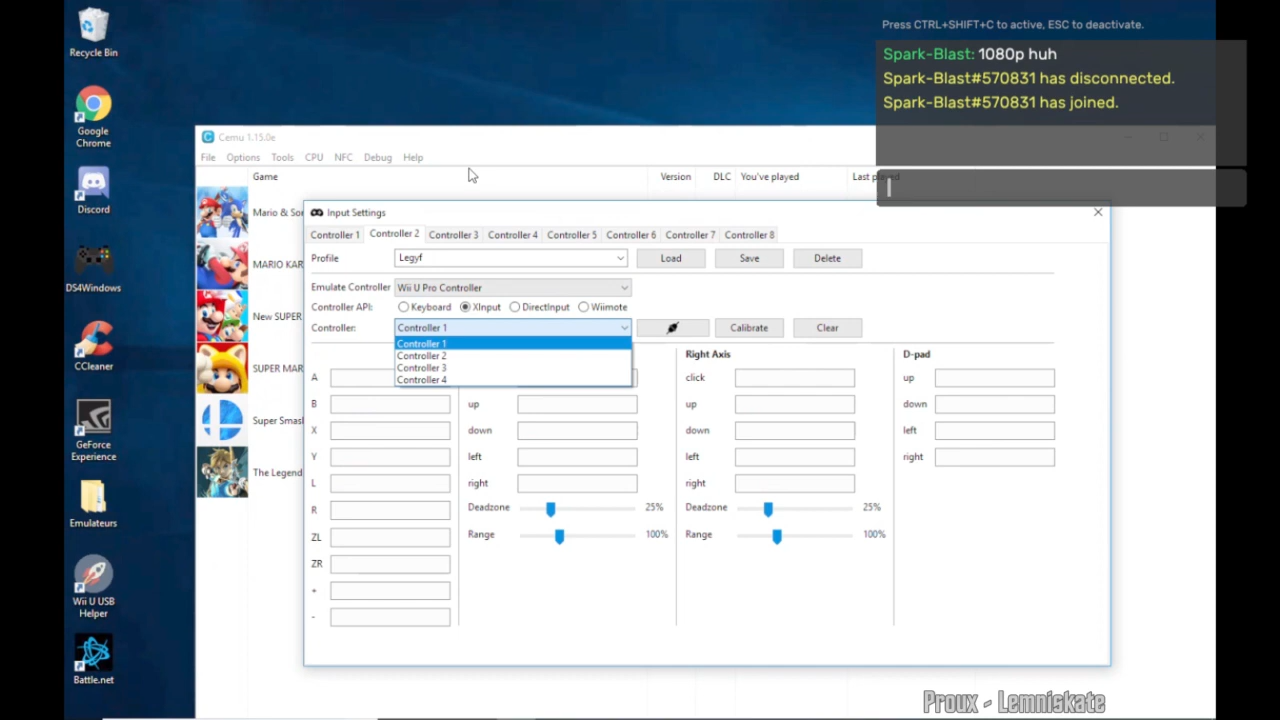 Press CTRL+SHIFT+C to active, ESC to deactivate.
Spark-Blast: 1080p huh
Spark-Blast#570831 has disconnected.
Spark-Blast#570831 has joined.
Recycle Bin
Google
Chrome
Discord
DS4Windows
CCleaner
GeForce
Experience
Emulateurs
Wii U USB
Helper
Battle.net
Cemu 1.15.0e
File Options Tools CPU NFC Debug Help
Game Version DLC You've played Last played
Mario & So
MARIO KAR
New SUPER
SUPER MAR
Super Smas
The Legend
Input Settings
Controller 1 Controller 2 Controller 3 Controller 4 Controller 5 Controller 6 Controller 7 Controller 8
Profile Legyf Load Save Delete
Emulate Controller Wii U Pro Controller
Controller API: Keyboard XInput DirectInput Wiimote
Controller: Controller 1 Calibrate Clear
Controller 1
Controller 2
Controller 3
Controller 4
Right Axis D-pad
A click up
B up up down
X down down left
Y left left right
L right right
R Deadzone 25% Deadzone 25%
ZL Range 100% Range 100%
ZR
+
-
Proux - Lemniskate